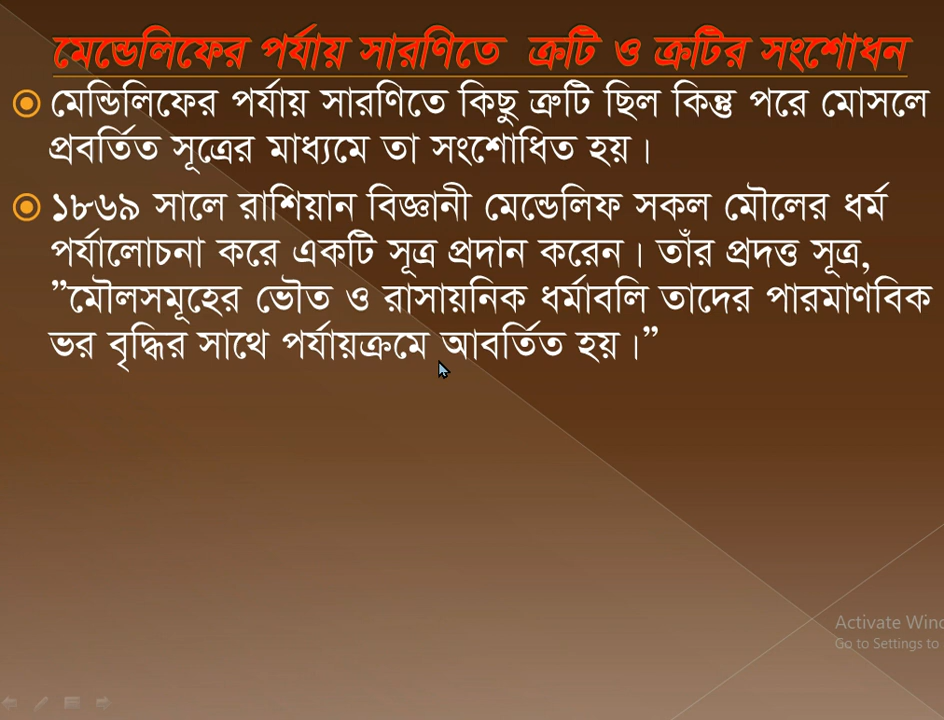 মেন্ডেলিফের পর্যায় সারণিতে ত্রুটি ও ত্রুটির সংশোধন
মেন্ডিলিফের পর্যায় সারণিতে কিছু ত্রুটি ছিল কিন্তু পরে মোসলে
প্রবর্তিত সূত্রের মাধ্যমে তা সংশোধিত হয়।
১৮৬৯ সালে রাশিয়ান বিজ্ঞানী মেন্ডেলিফ সকল মৌলের ধর্ম
পর্যালোচনা করে একটি সূত্র প্রদান করেন। তাঁর প্রদত্ত সূত্র,
”মৌলসমূহের ভৌত ও রাসায়নিক ধর্মাবলি তাদের পারমাণবিক
ভর বৃদ্ধির সাথে পর্যায়ক্রমে আবর্তিত হয়।”
Activate Wind
Go to Settings to